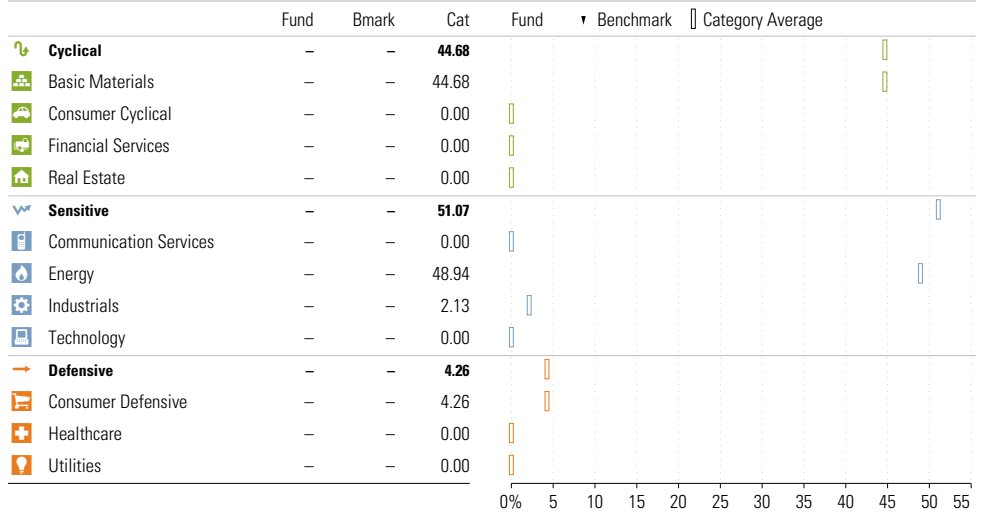 Fund Bmark Cat Fund ▼ Benchmark Category Average
Cyclical – – 44.68
Basic Materials – – 44.68
Consumer Cyclical – – 0.00
Financial Services – – 0.00
Real Estate – – 0.00
Sensitive – – 51.07
Communication Services – – 0.00
Energy – – 48.94
Industrials – – 2.13
Technology – – 0.00
Defensive – – 4.26
Consumer Defensive – – 4.26
Healthcare – – 0.00
Utilities – – 0.00
0% 5 10 15 20 25 30 35 40 45 50 55